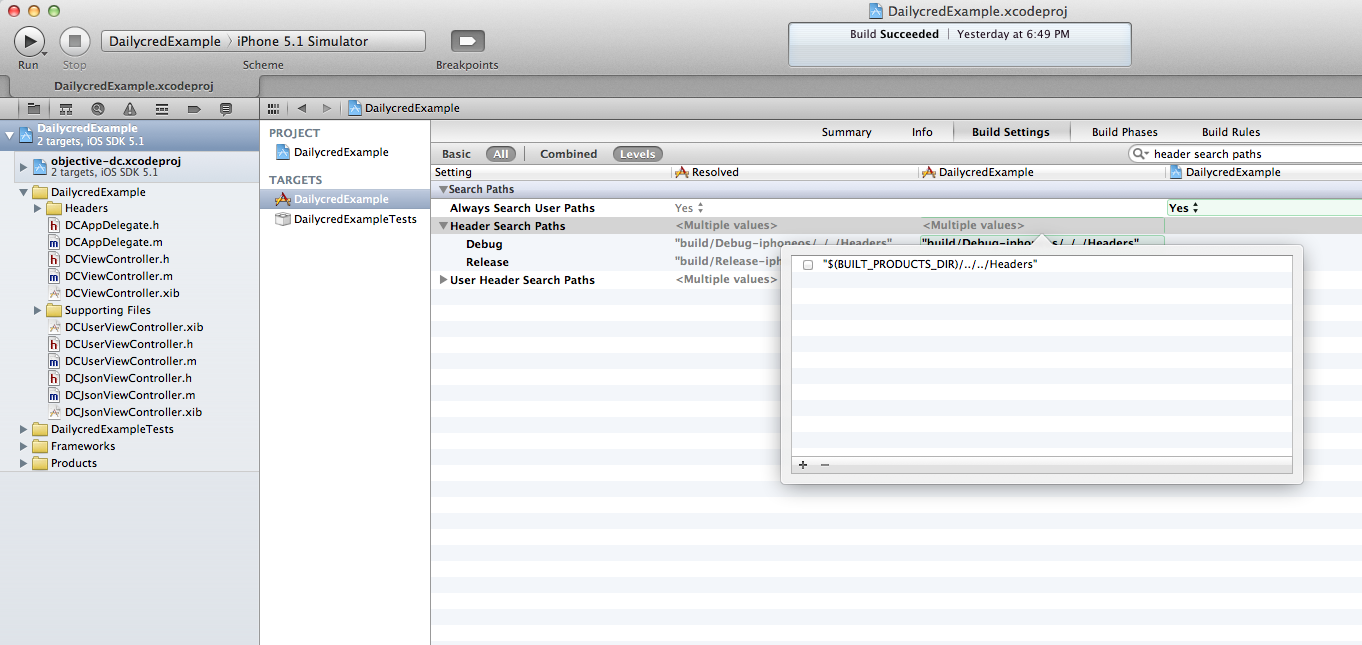 DailycredExample.xcodeproj
DailycredExample 〉 iPhone 5.1 Simulator
Build Succeeded | Yesterday at 6:49 PM
Run
Stop
Scheme
Breakpoints
DailycredExample.xcodeproj
DailycredExample
DailycredExample
2 targets, iOS SDK 5.1
objective-dc.xcodeproj
2 targets, iOS SDK 5.1
DailycredExample
Headers
DCAppDelegate.h
DCAppDelegate.m
DCViewController.h
DCViewController.m
DCViewController.xib
Supporting Files
DCUserViewController.xib
DCUserViewController.h
DCUserViewController.m
DCJsonViewController.h
DCJsonViewController.m
DCJsonViewController.xib
DailycredExampleTests
Frameworks
Products
PROJECT
DailycredExample
TARGETS
DailycredExample
DailycredExampleTests
Summary Info Build Settings Build Phases Build Rules
Basic All Combined Levels header search paths
Setting Resolved DailycredExample DailycredExample
Search Paths
Always Search User Paths Yes Yes
Header Search Paths <Multiple values> <Multiple values>
Debug "build/Debug-iphoneos/../../Headers" "build/Debug-iphoneos/../../Headers"
Release "build/Release-iph
User Header Search Paths <Multiple values>
"$(BUILT_PRODUCTS_DIR)/../../Headers"